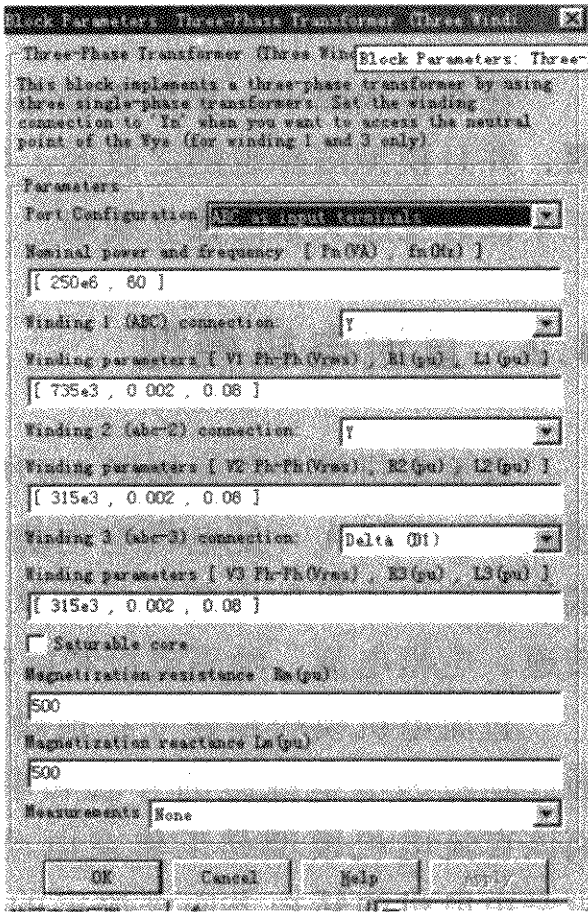 Block Parameters: Three-Phase Transformer (Three Windi
Three-Phase Transformer (Three Wind
Block Parameters: Three-
This block implements a three-phase transformer by using
three single-phase transformers. Set the winding
connection to 'Yn' when you want to access the neutral
point of the Wye (for winding 1 and 3 only)
Parameters
Port Configuration ABC as input terminals
Nominal power and frequency [ Pn(VA) , fn(Hz) ]
[ 250e6 , 60 ]
Winding 1 (ABC) connection: Y
Winding parameters [ V1 Ph-Ph(Vrms) , R1(pu) , L1(pu) ]
[ 735e3 , 0.002 , 0.08 ]
Winding 2 (abc-2) connection: Y
Winding parameters [ V2 Ph-Ph(Vrms) , R2(pu) , L2(pu) ]
[ 315e3 , 0.002 , 0.08 ]
Winding 3 (abc-3) connection: Delta (D1)
Winding parameters [ V3 Ph-Ph(Vrms) , R3(pu) , L3(pu) ]
[ 315e3 , 0.002 , 0.08 ]
Saturable core
Magnetization resistance Rm(pu)
500
Magnetization reactance Lm(pu)
500
Measurements None
OK Cancel Help Apply